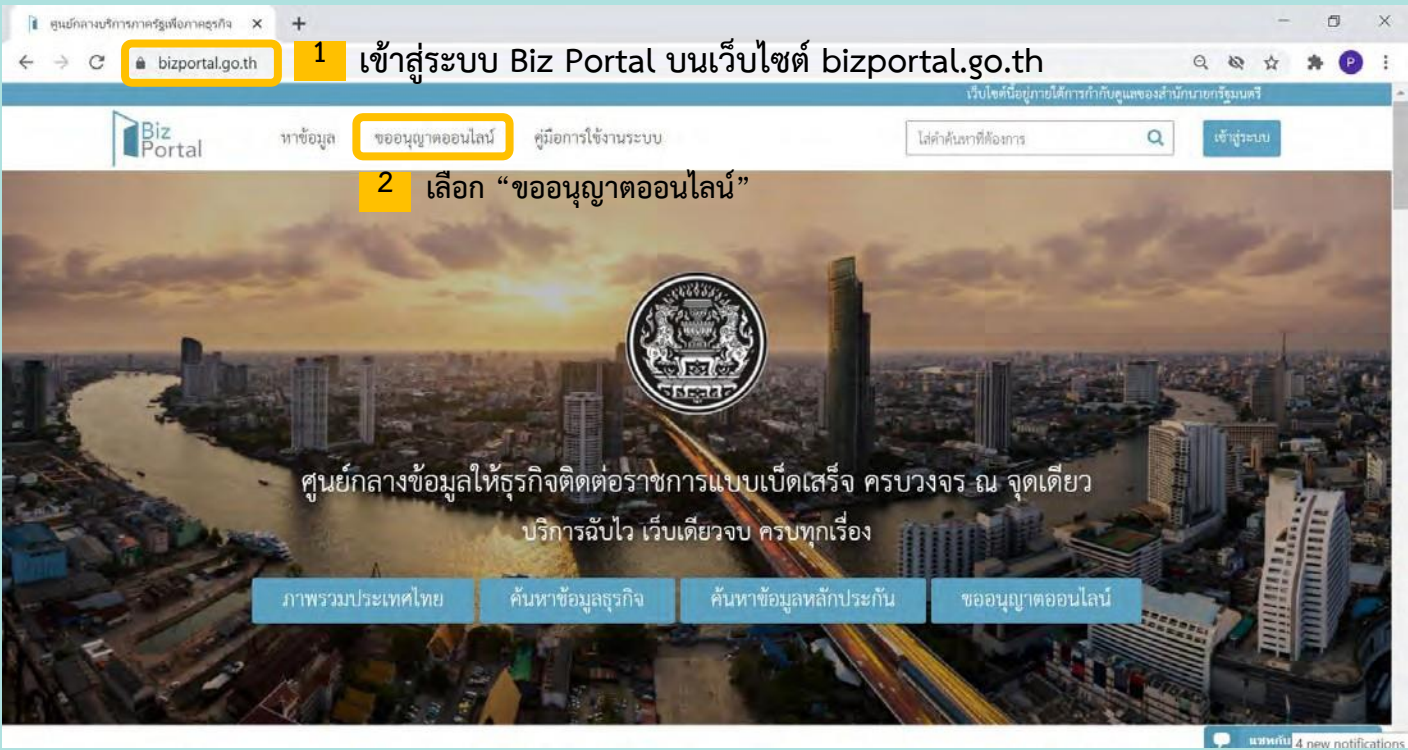 ศูนย์กลางบริการภาครัฐเพื่อภาคธุรกิจ
bizportal.go.th
1 เข้าสู่ระบบ Biz Portal บนเว็บไซต์ bizportal.go.th
P
เว็บไซต์นี้อยู่ภายใต้การกำกับดูแลของสำนักนายกรัฐมนตรี
Biz
Portal
หาข้อมูล ขออนุญาตออนไลน์ คู่มือการใช้งานระบบ ใส่คำค้นหาที่ต้องการ เข้าสู่ระบบ
2 เลือก “ขออนุญาตออนไลน์”
ศูนย์กลางข้อมูลให้ธุรกิจติดต่อราชการแบบเบ็ดเสร็จ ครบวงจร ณ จุดเดียว
บริการฉับไว เว็บเดียวจบ ครบทุกเรื่อง
ภาพรวมประเทศไทย ค้นหาข้อมูลธุรกิจ ค้นหาข้อมูลหลักประกัน ขออนุญาตออนไลน์
แชทกับ 4 new notifications